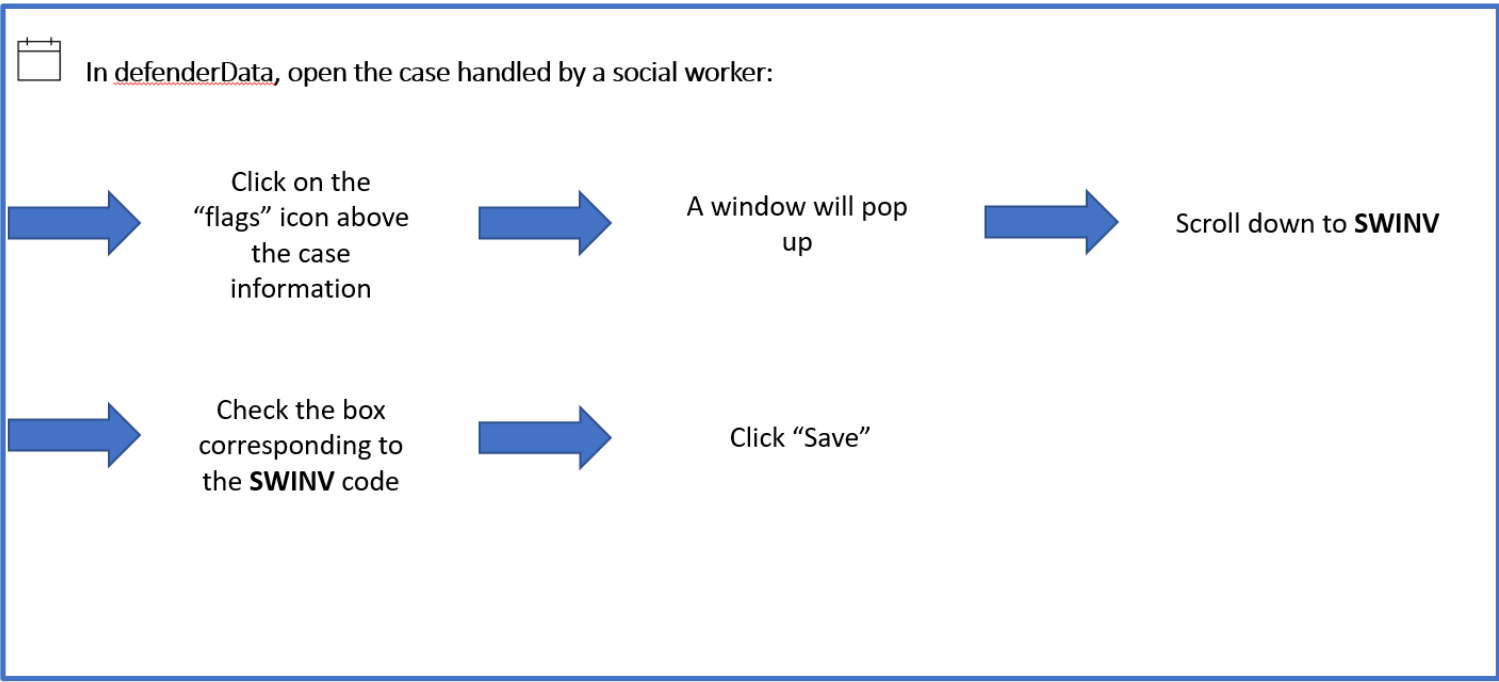 In defenderData, open the case handled by a social worker:
Click on the
“flags” icon above
the case
information
A window will pop
up
Scroll down to SWINV
Check the box
corresponding to
the SWINV code
Click “Save”